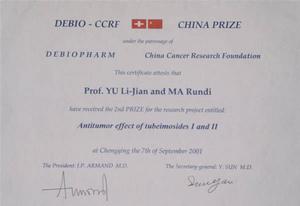 DEBIO - CCRF CHINA PRIZE
under the patronage of
DEBIOPHARM China Cancer Research Foundation
This certificate attests that
Prof. YU Li-Jian and MA Rundi
have received the 2nd PRIZE for the research project entitled:
Antitumor effect of tubeimosides I and II
at Chongqing the 7th of September 2001
The President: J.P. ARMAND M.D. The Secretary-general: Y. SUN M.D.
Armand